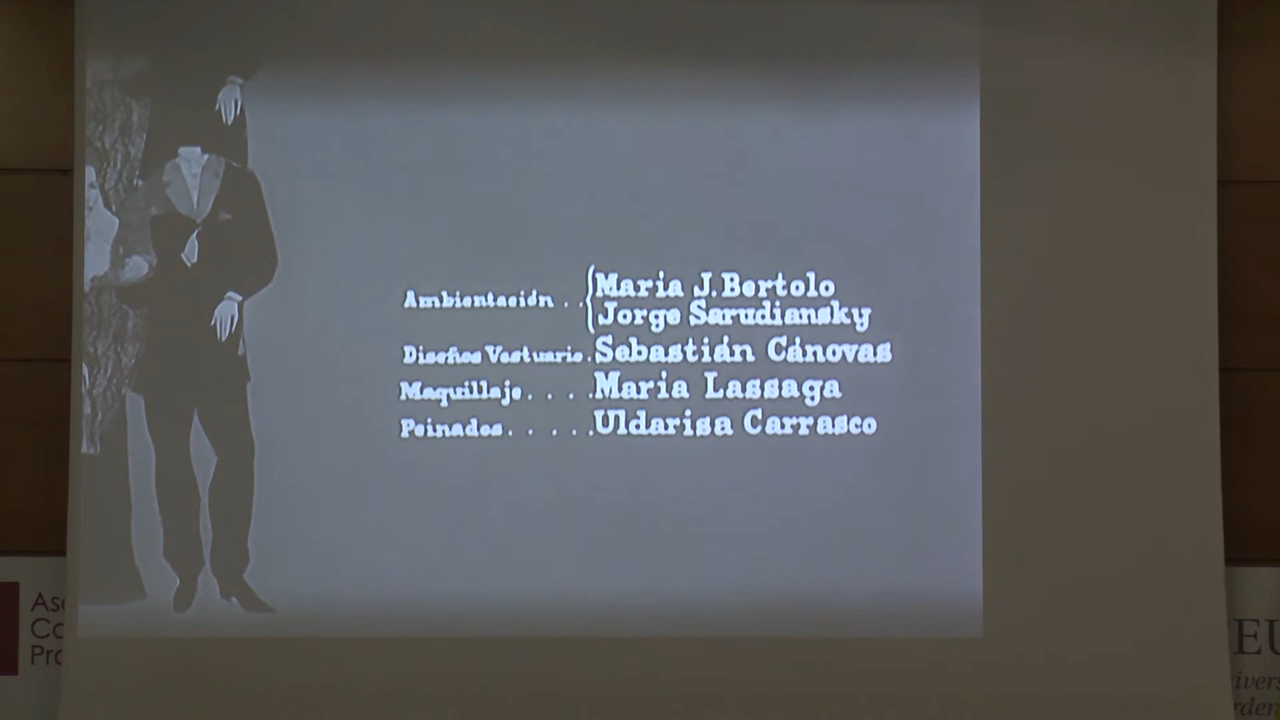 Ambientación . . Maria J. Bertolo
Jorge Sarudiansky
Diseños Vestuario . Sebastián Cánovas
Maquillaje . . . . Maria Lassaga
Peinados . . . . . Uldarisa Carrasco